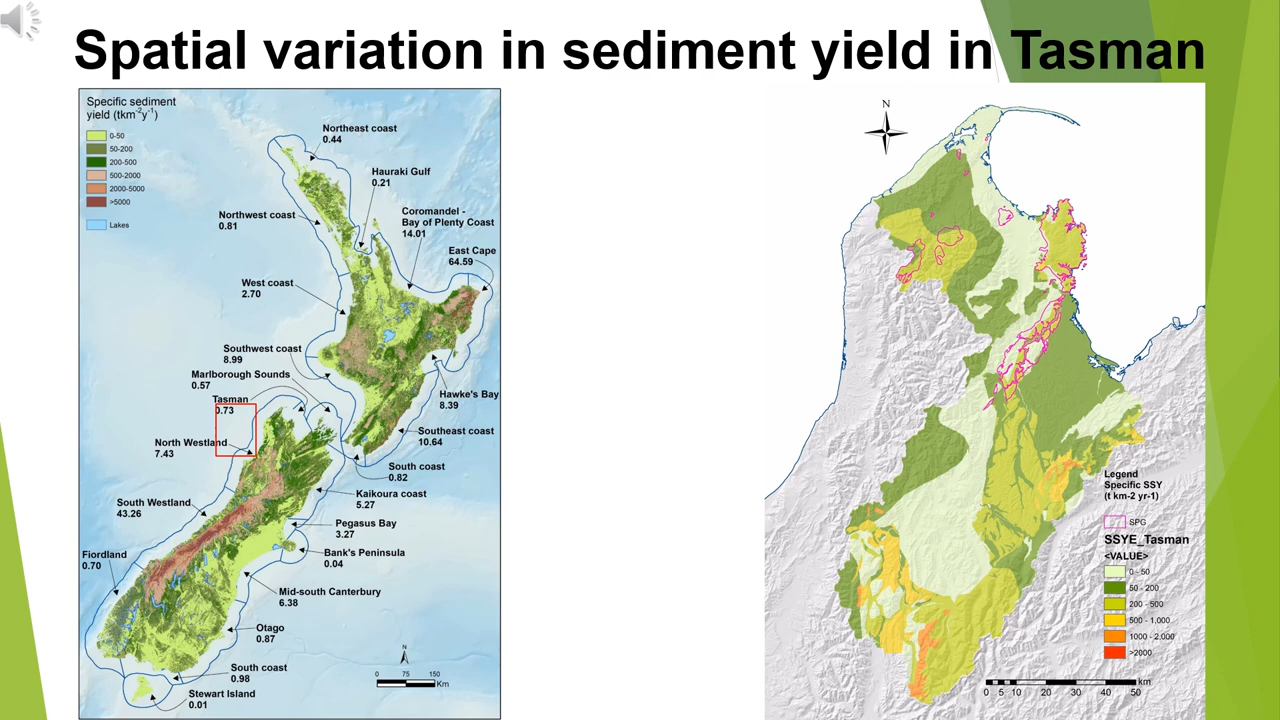 Spatial variation in sediment yield in Tasman
Specific sediment
yield (tkm-2y-1)
0-50
50-200
200-500
500-2000
2000-5000
>5000
Lakes
Northeast coast
0.44
Hauraki Gulf
0.21
Northwest coast
0.81
Coromandel -
Bay of Plenty Coast
14.01
East Cape
64.59
West coast
2.70
Southwest coast
8.99
Marlborough Sounds
0.57
Tasman
0.73
Hawke's Bay
8.39
North Westland
7.43
Southeast coast
10.64
South coast
0.82
Kaikoura coast
5.27
South Westland
43.26
Pegasus Bay
3.27
Bank's Peninsula
0.04
Fiordland
0.70
Mid-south Canterbury
6.38
Otago
0.87
South coast
0.98
Stewart Island
0.01
N
0 75 150
Km
N
Legend
Specific SSY
(t km-2 yr-1)
SPG
SSYE_Tasman
<VALUE>
0 - 50
50 - 200
200 - 500
500 - 1,000
1000 - 2,000
>2000
km
0 5 10 20 30 40 50